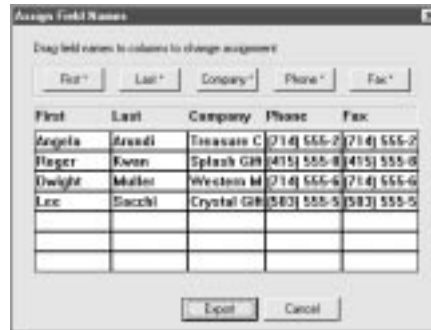 Assign Field Names
Drag field names to columns to change assignment
First* Last* Company* Phone* Fax*
First Last Company Phone Fax
Angela Arundi Treasure C (714) 555-2 (714) 555-2
Roger Kwan Splash Gift (415) 555-8 (415) 555-8
Dwight Muller Western M (714) 555-6 (714) 555-6
Lee Sacchi Crystal Gift (503) 555-5 (503) 555-5
Export Cancel